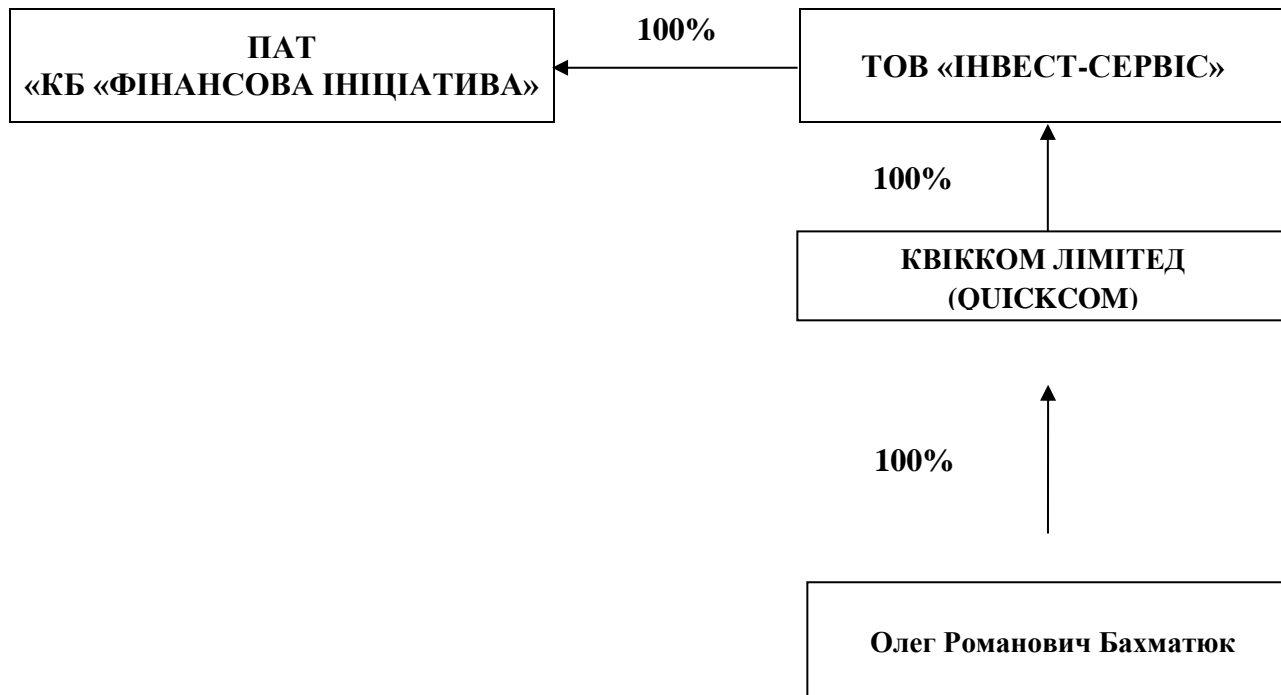 ПАТ
«КБ «ФІНАНСОВА ІНІЦІАТИВА»
100%
ТОВ «ІНВЕСТ-СЕРВІС»
100%
КВІККОМ ЛІМІТЕД
(QUICKCOM)
100%
Олег Романович Бахматюк